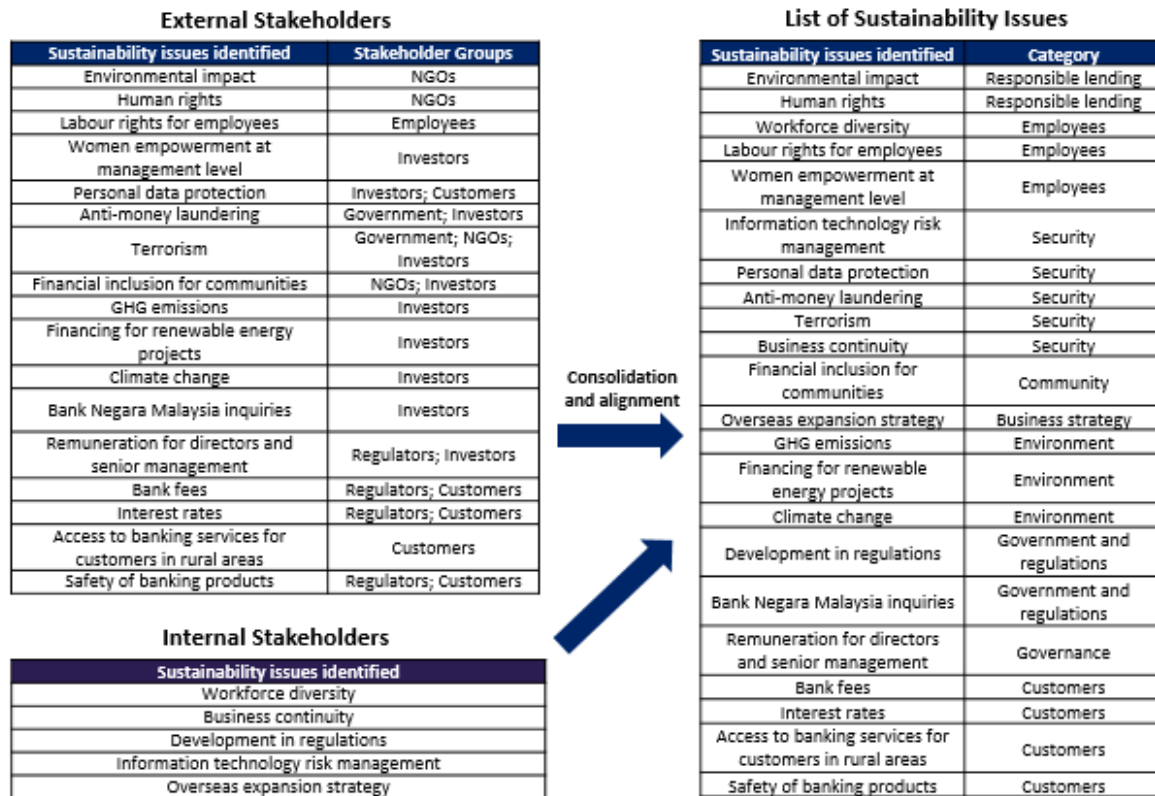 External Stakeholders
Sustainability issues identified Stakeholder Groups
Environmental impact NGOs
Human rights NGOs
Labour rights for employees Employees
Women empowerment at
management level Investors
Personal data protection Investors; Customers
Anti-money laundering Government; Investors
Terrorism Government; NGOs;
Investors
Financial inclusion for communities NGOs; Investors
GHG emissions Investors
Financing for renewable energy
projects Investors
Climate change Investors
Bank Negara Malaysia inquiries Investors
Remuneration for directors and
senior management Regulators; Investors
Bank fees Regulators; Customers
Interest rates Regulators; Customers
Access to banking services for
customers in rural areas Customers
Safety of banking products Regulators; Customers
Internal Stakeholders
Sustainability issues identified
Workforce diversity
Business continuity
Development in regulations
Information technology risk management
Overseas expansion strategy
Consolidation
and alignment
List of Sustainability Issues
Sustainability issues identified Category
Environmental impact Responsible lending
Human rights Responsible lending
Workforce diversity Employees
Labour rights for employees Employees
Women empowerment at
management level Employees
Information technology risk
management Security
Personal data protection Security
Anti-money laundering Security
Terrorism Security
Business continuity Security
Financial inclusion for
communities Community
Overseas expansion strategy Business strategy
GHG emissions Environment
Financing for renewable
energy projects Environment
Climate change Environment
Development in regulations Government and
regulations
Bank Negara Malaysia inquiries Government and
regulations
Remuneration for directors
and senior management Governance
Bank fees Customers
Interest rates Customers
Access to banking services for
customers in rural areas Customers
Safety of banking products Customers